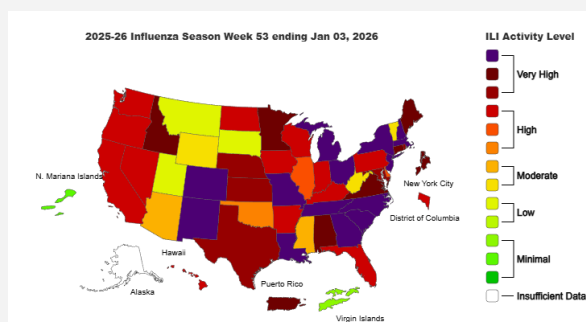 2025-26 Influenza Season Week 53 ending Jan 03, 2026
ILI Activity Level
Very High
High
Moderate
Low
Minimal
Insufficient Data
N. Mariana Islands
New York City
District of Columbia
Hawaii
Alaska
Puerto Rico
Virgin Islands